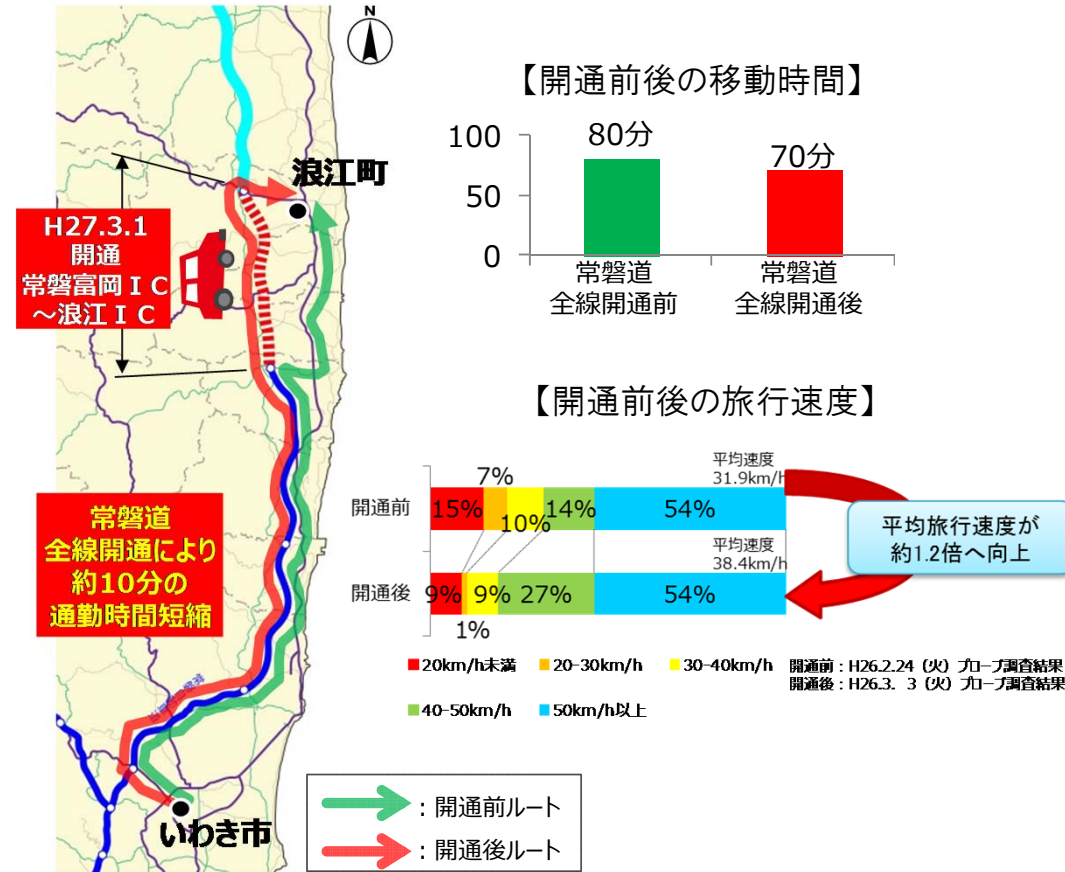 N
浪江町
H27.3.1
開通
常磐富岡IC
~浪江IC
常磐道
全線開通により
約10分の
通勤時間短縮
常磐自動車道
いわき市
:開通前ルート
:開通後ルート
【開通前後の移動時間】
100
50
0
80分
70分
常磐道
全線開通前
常磐道
全線開通後
【開通前後の旅行速度】
平均速度
31.9km/h
7%
開通前
15%
10%
14%
54%
平均速度
38.4km/h
開通後
9%
1%
9%
27%
54%
平均旅行速度が
約1.2倍へ向上
20km/h未満
20-30km/h
30-40km/h
40-50km/h
50km/h以上
開通前:H26.2.24(火)プローブ調査結果
開通後:H26.3. 3(火)プローブ調査結果